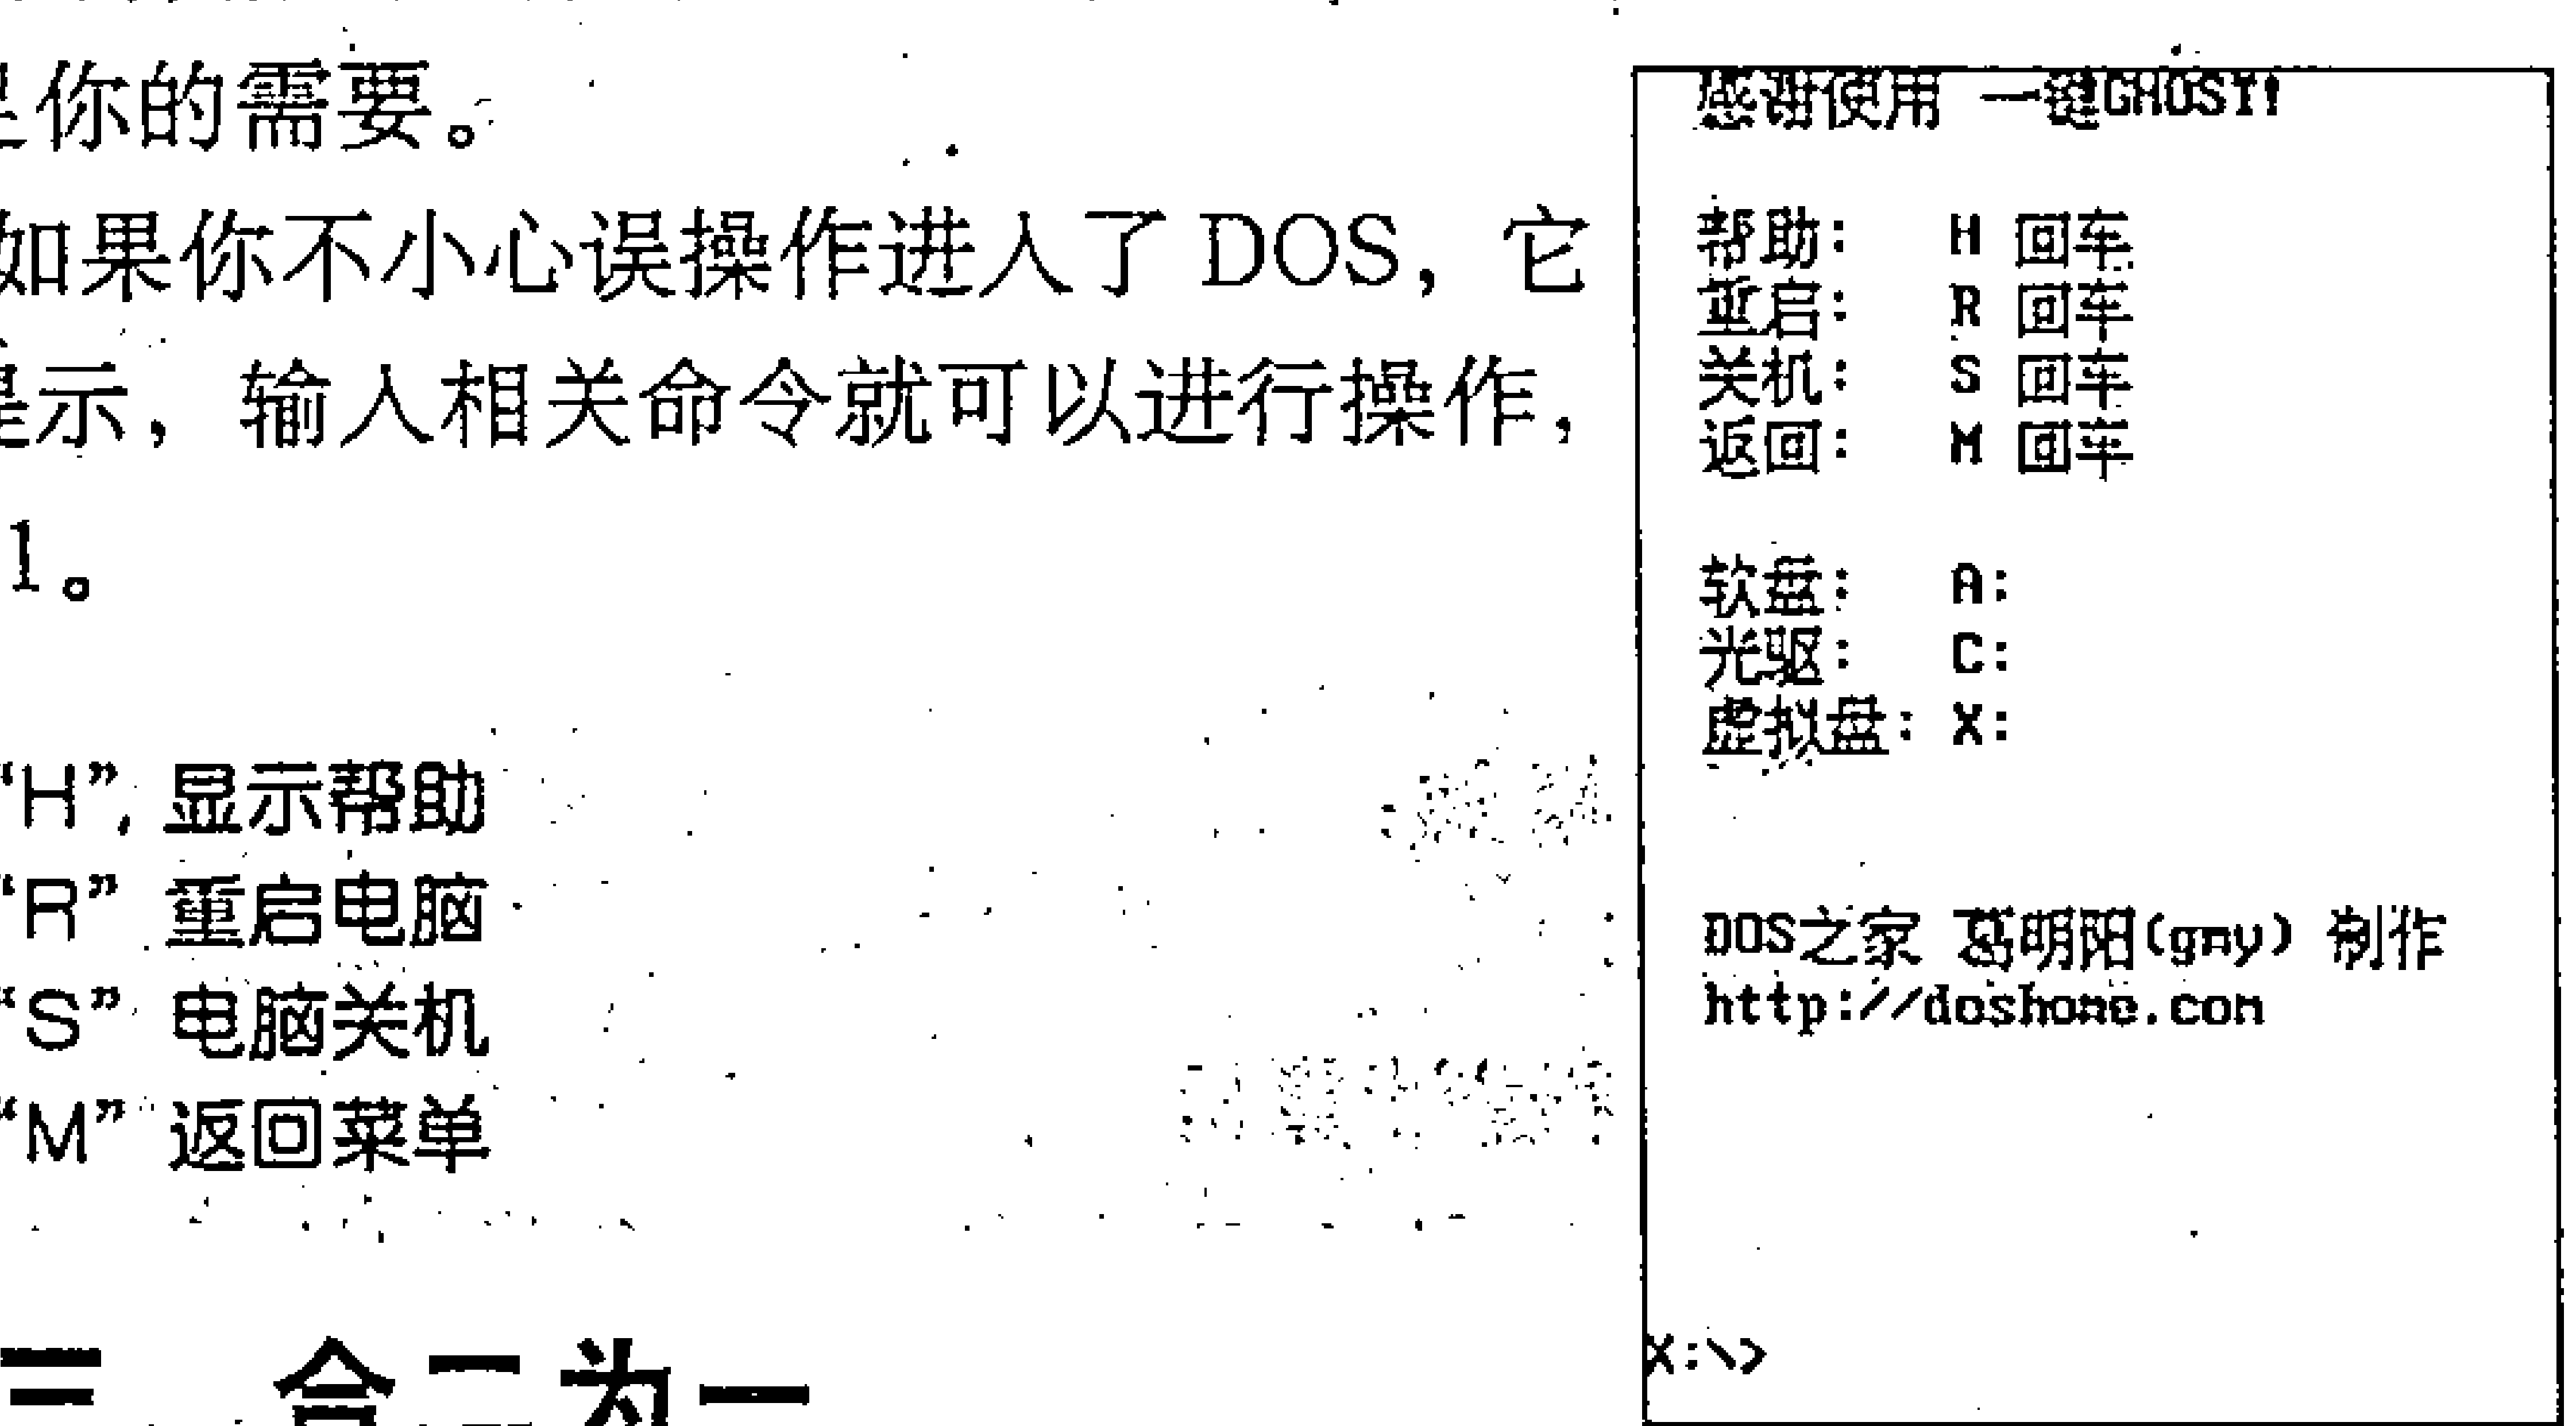 是你的需要。
如果你不小心误操作进入了 DOS，它
提示，输入相关命令就可以进行操作，
1。
“H”, 显示帮助
“R” 重启电脑
“S” 电脑关机
“M” 返回菜单
三 合二为一
感谢使用 一键GHOST!
帮助： H 回车
重启： R 回车
关机： S 回车
返回： M 回车
软盘： A:
光驱： C:
虚拟盘： X:
DOS之家 葛明阳(gmy) 制作
http://doshome.com
X:\>